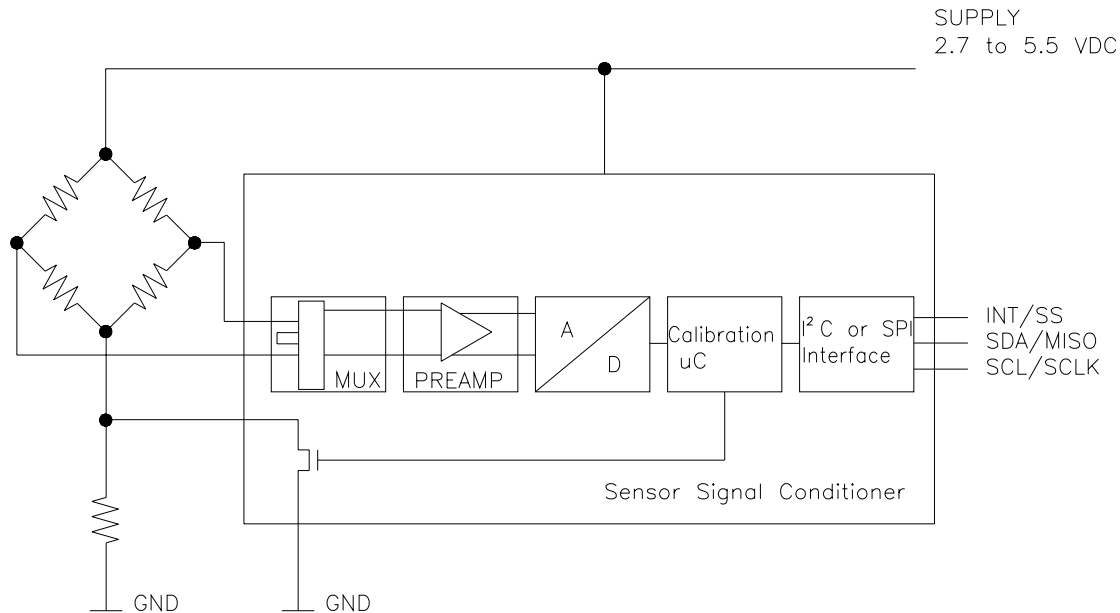 SUPPLY
2.7 to 5.5 VDC
MUX
PREAMP
A
D
Calibration
uC
I²C or SPI
Interface
INT/SS
SDA/MISO
SCL/SCLK
Sensor Signal Conditioner
GND
GND